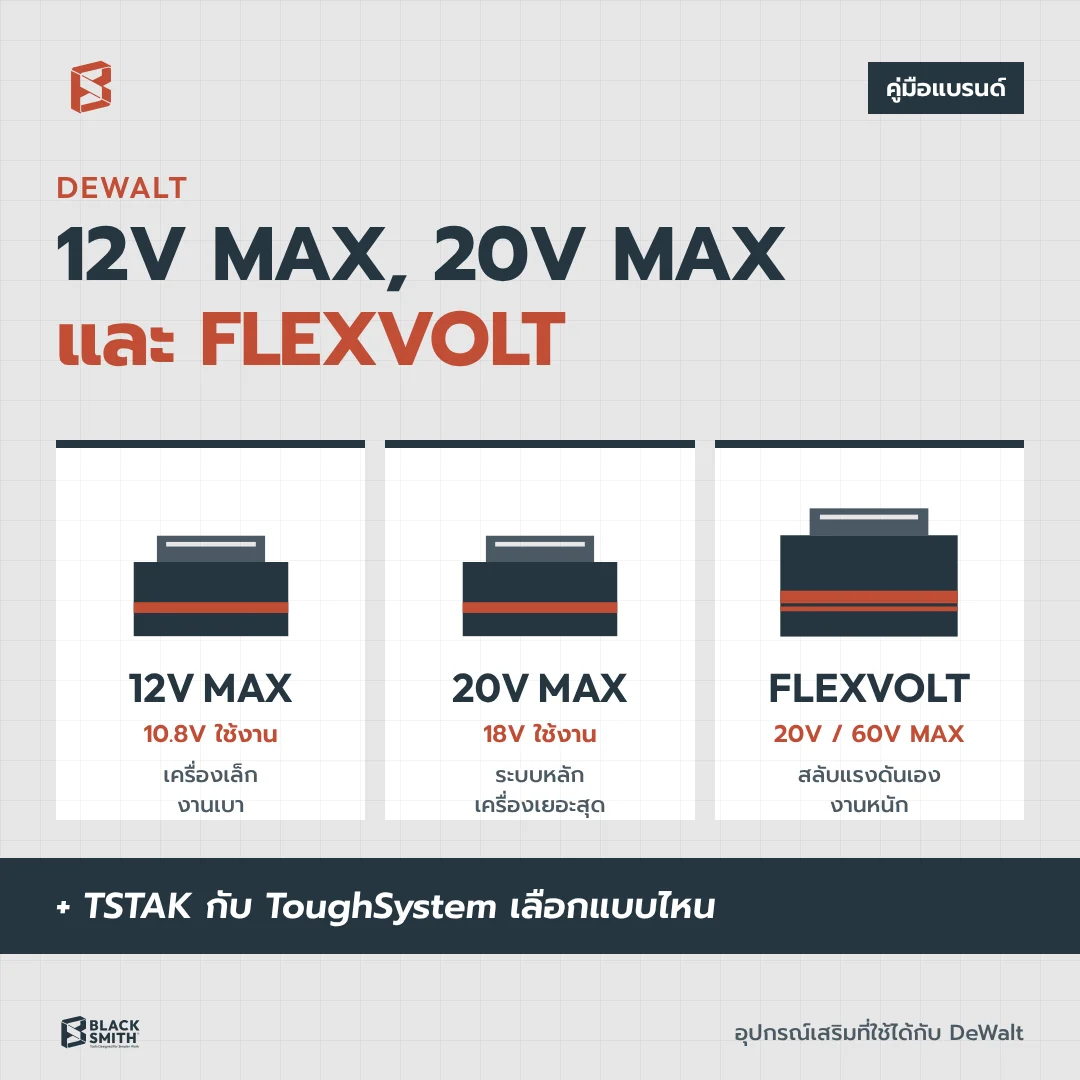 คู่มือแบรนด์
DEWALT
12V MAX, 20V MAX
และ FLEXVOLT
12V MAX
10.8V ใช้งาน
เครื่องเล็ก
งานเบา
20V MAX
18V ใช้งาน
ระบบหลัก
เครื่องเยอะสุด
FLEXVOLT
20V / 60V MAX
สลับแรงดันเอง
งานหนัก
+ TSTAK กับ ToughSystem เลือกแบบไหน
BLACK
SMITH
อุปกรณ์เสริมที่ใช้ได้กับ DeWalt